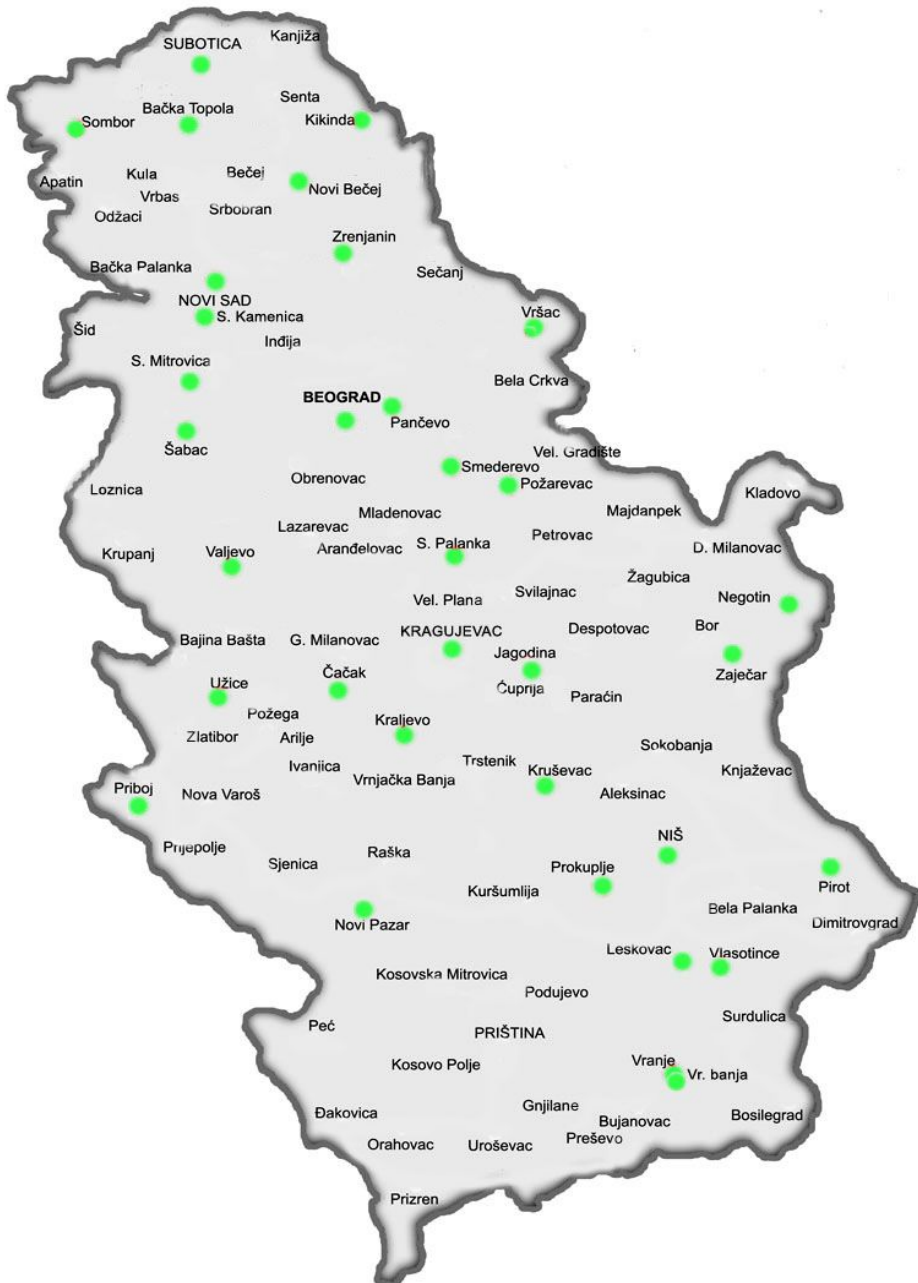 Kanjiža
SUBOTICA
Senta
Bačka Topola
Kikinda
Sombor
Bečej
Kula
Apatin
Novi Bečej
Vrbas
Srbobran
Odžaci
Zrenjanin
Bačka Palanka
Sečanj
NOVI SAD
Vršac
S. Kamenica
Šid
Inđija
S. Mitrovica
Bela Crkva
BEOGRAD
Pančevo
Šabac
Vel. Gradište
Smederevo
Obrenovac
Požarevac
Loznica
Kladovo
Mladenovac
Majdanpek
Lazarevac
Petrovac
S. Palanka
Aranđelovac
D. Milanovac
Krupanj
Valjevo
Žagubica
Svilajnac
Negotin
Vel. Plana
Bor
Despotovac
KRAGUJEVAC
Bajina Bašta
G. Milanovac
Jagodina
Čačak
Zaječar
Užice
Ćuprija
Paraćin
Požega
Kraljevo
Zlatibor
Arilje
Sokobanja
Trstenik
Ivanjica
Kruševac
Knjaževac
Vrnjačka Banja
Priboj
Nova Varoš
Aleksinac
NIŠ
Prijepolje
Raška
Sjenica
Prokuplje
Kuršumlija
Pirot
Bela Palanka
Novi Pazar
Dimitrovgrad
Leskovac
Vlasotince
Kosovska Mitrovica
Podujevo
Surdulica
Peć
PRIŠTINA
Vranje
Kosovo Polje
Vr. banja
Gnjilane
Đakovica
Bosilegrad
Bujanovac
Preševo
Orahovac
Uroševac
Prizren